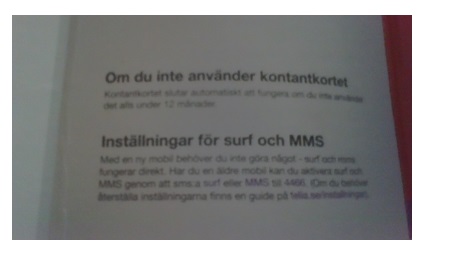 Om du inte använder kontantkortet
Kontantkortet slutar automatiskt att fungera om du inte använda
det alls under 12 månader.
Inställningar för surf och MMS
Med en ny mobil behöver du inte göra något - surf och mms
fungerar direkt. Har du en äldre mobil kan du aktivera surf och
MMS genom att sms:a surf eller MMS till 4466. (Om du behöver
återställa inställningarna finns en guide på telia.se/installningar).